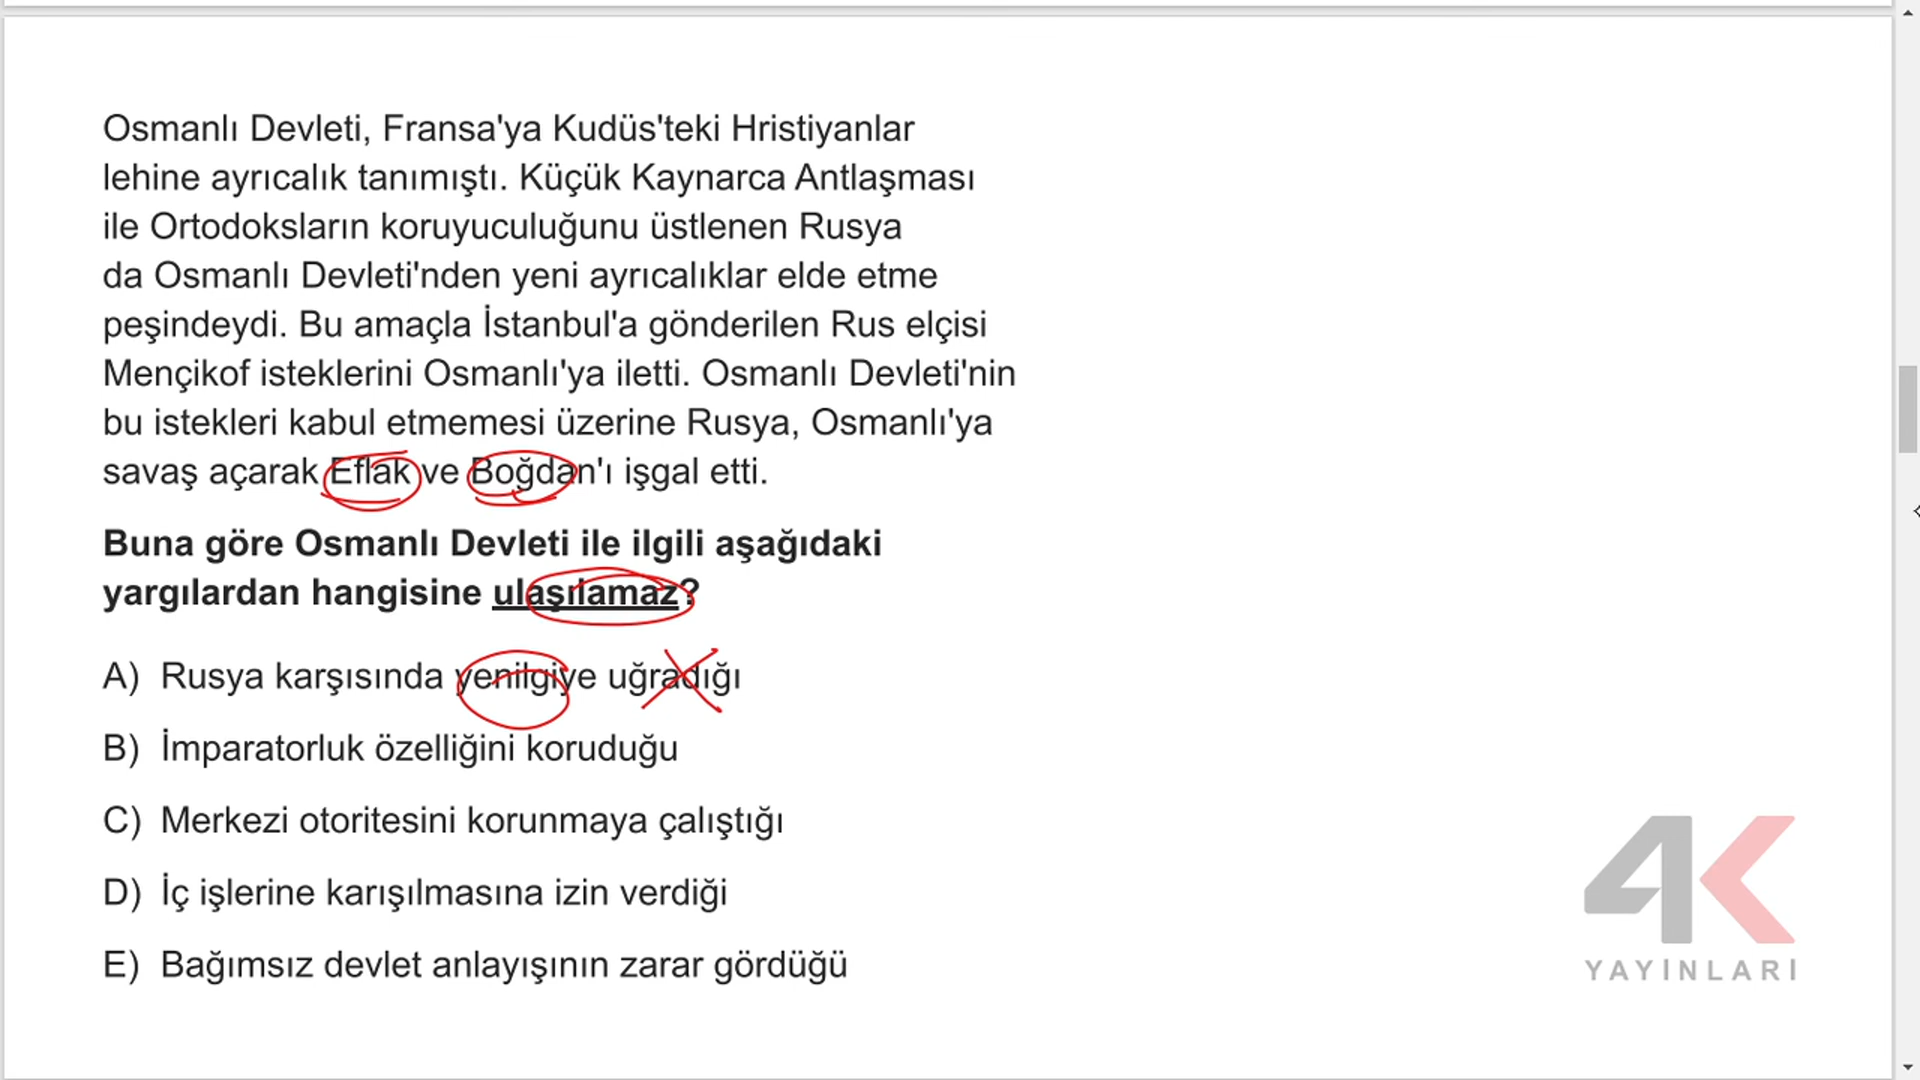 Osmanlı Devleti, Fransa'ya Kudüs'teki Hristiyanlar
lehine ayrıcalık tanımıştı. Küçük Kaynarca Antlaşması
ile Ortodoksların koruyuculuğunu üstlenen Rusya
da Osmanlı Devleti'nden yeni ayrıcalıklar elde etme
peşindeydi. Bu amaçla İstanbul'a gönderilen Rus elçisi
Mençikof isteklerini Osmanlı'ya iletti. Osmanlı Devleti'nin
bu istekleri kabul etmemesi üzerine Rusya, Osmanlı'ya
savaş açarak Eflak ve Boğdan'ı işgal etti.
Buna göre Osmanlı Devleti ile ilgili aşağıdaki
yargılardan hangisine ulaşılamaz?
A) Rusya karşısında yenilgiye uğradığı
B) İmparatorluk özelliğini koruduğu
C) Merkezi otoritesini korunmaya çalıştığı
D) İç işlerine karışılmasına izin verdiği
E) Bağımsız devlet anlayışının zarar gördüğü
4K
YAYINLARI